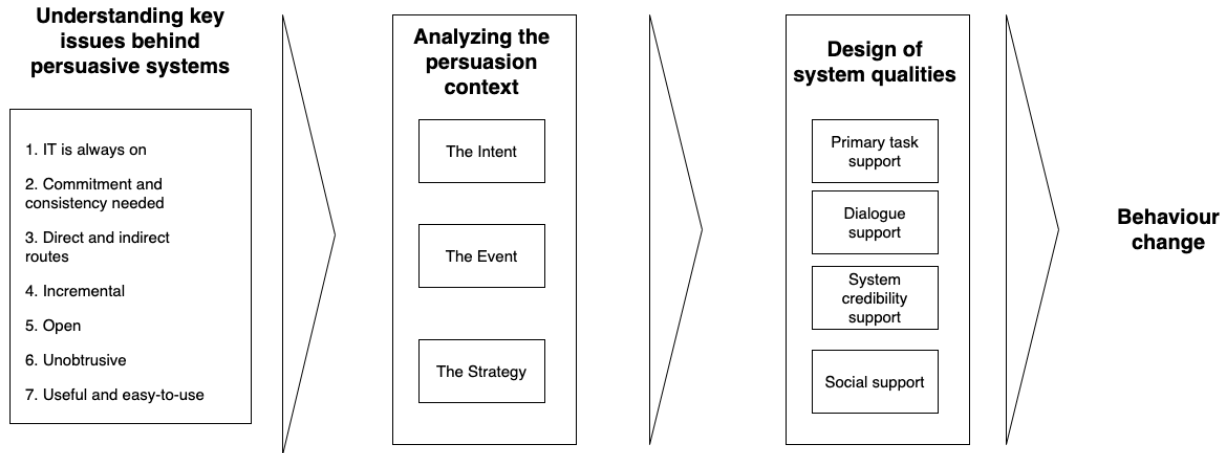 Understanding key
issues behind
persuasive systems
1. IT is always on
2. Commitment and
consistency needed
3. Direct and indirect
routes
4. Incremental
5. Open
6. Unobtrusive
7. Useful and easy-to-use
Analyzing the
persuasion
context
The Intent
The Event
The Strategy
Design of
system qualities
Primary task
support
Dialogue
support
System
credibility
support
Social support
Behaviour
change